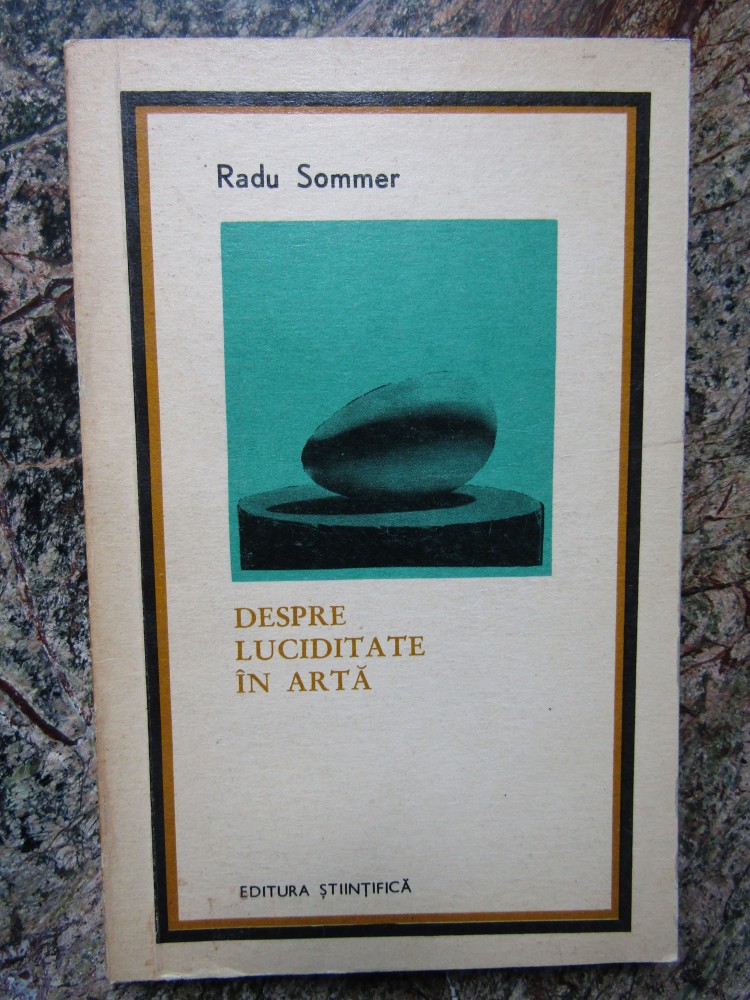 Radu Sommer
DESPRE
LUCIDITATE
ÎN ARTĂ
EDITURA ȘTIINȚIFICĂ